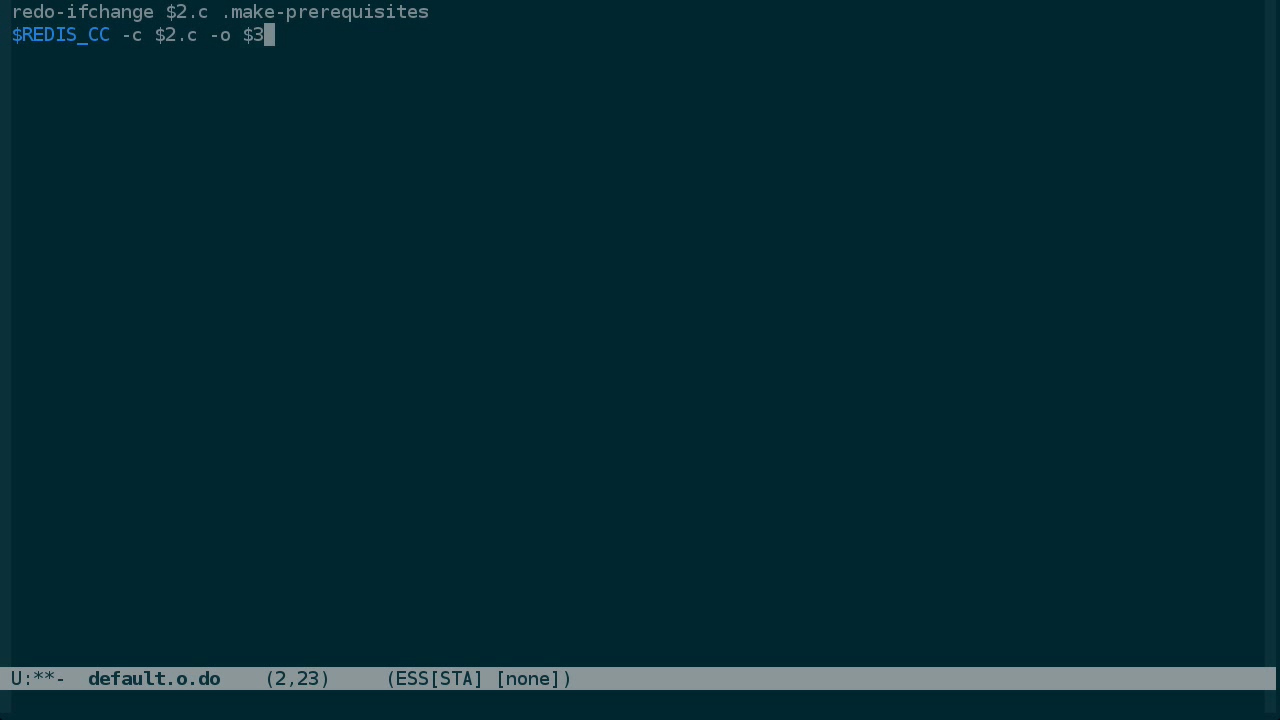 redo-ifchange $2.c .make-prerequisites
$REDIS_CC -c $2.c -o $3
U:**-  default.o.do    (2,23)     (ESS[STA] [none])